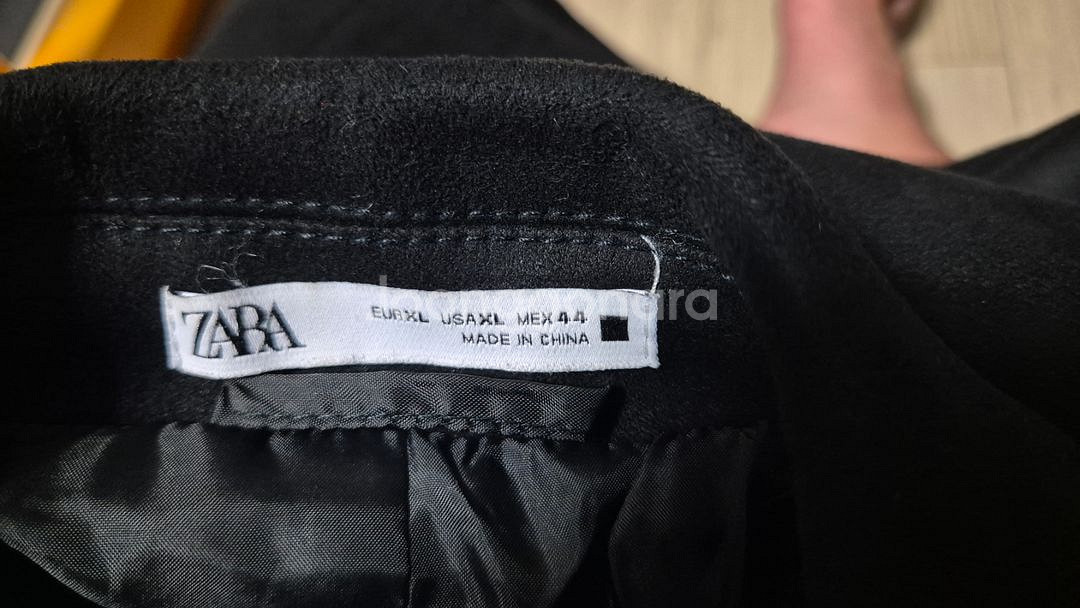 ZARA
EUR XL USA XL MEX 44
MADE IN CHINA